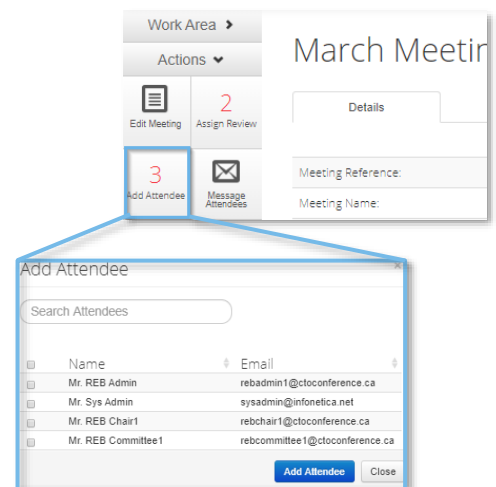 Work Area
Actions
March Meetin
Edit Meeting
2
Assign Review
Details
3
Add Attendee
Message Attendees
Meeting Reference:
Meeting Name:
Add Attendee
×
Search Attendees
Name Email
Mr. REB Admin rebadmin1@ctoconference.ca
Mr. Sys Admin sysadmin@infonetica.net
Mr. REB Chair1 rebchair1@ctoconference.ca
Mr. REB Committee1 rebcommittee1@ctoconference.ca
Add Attendee Close